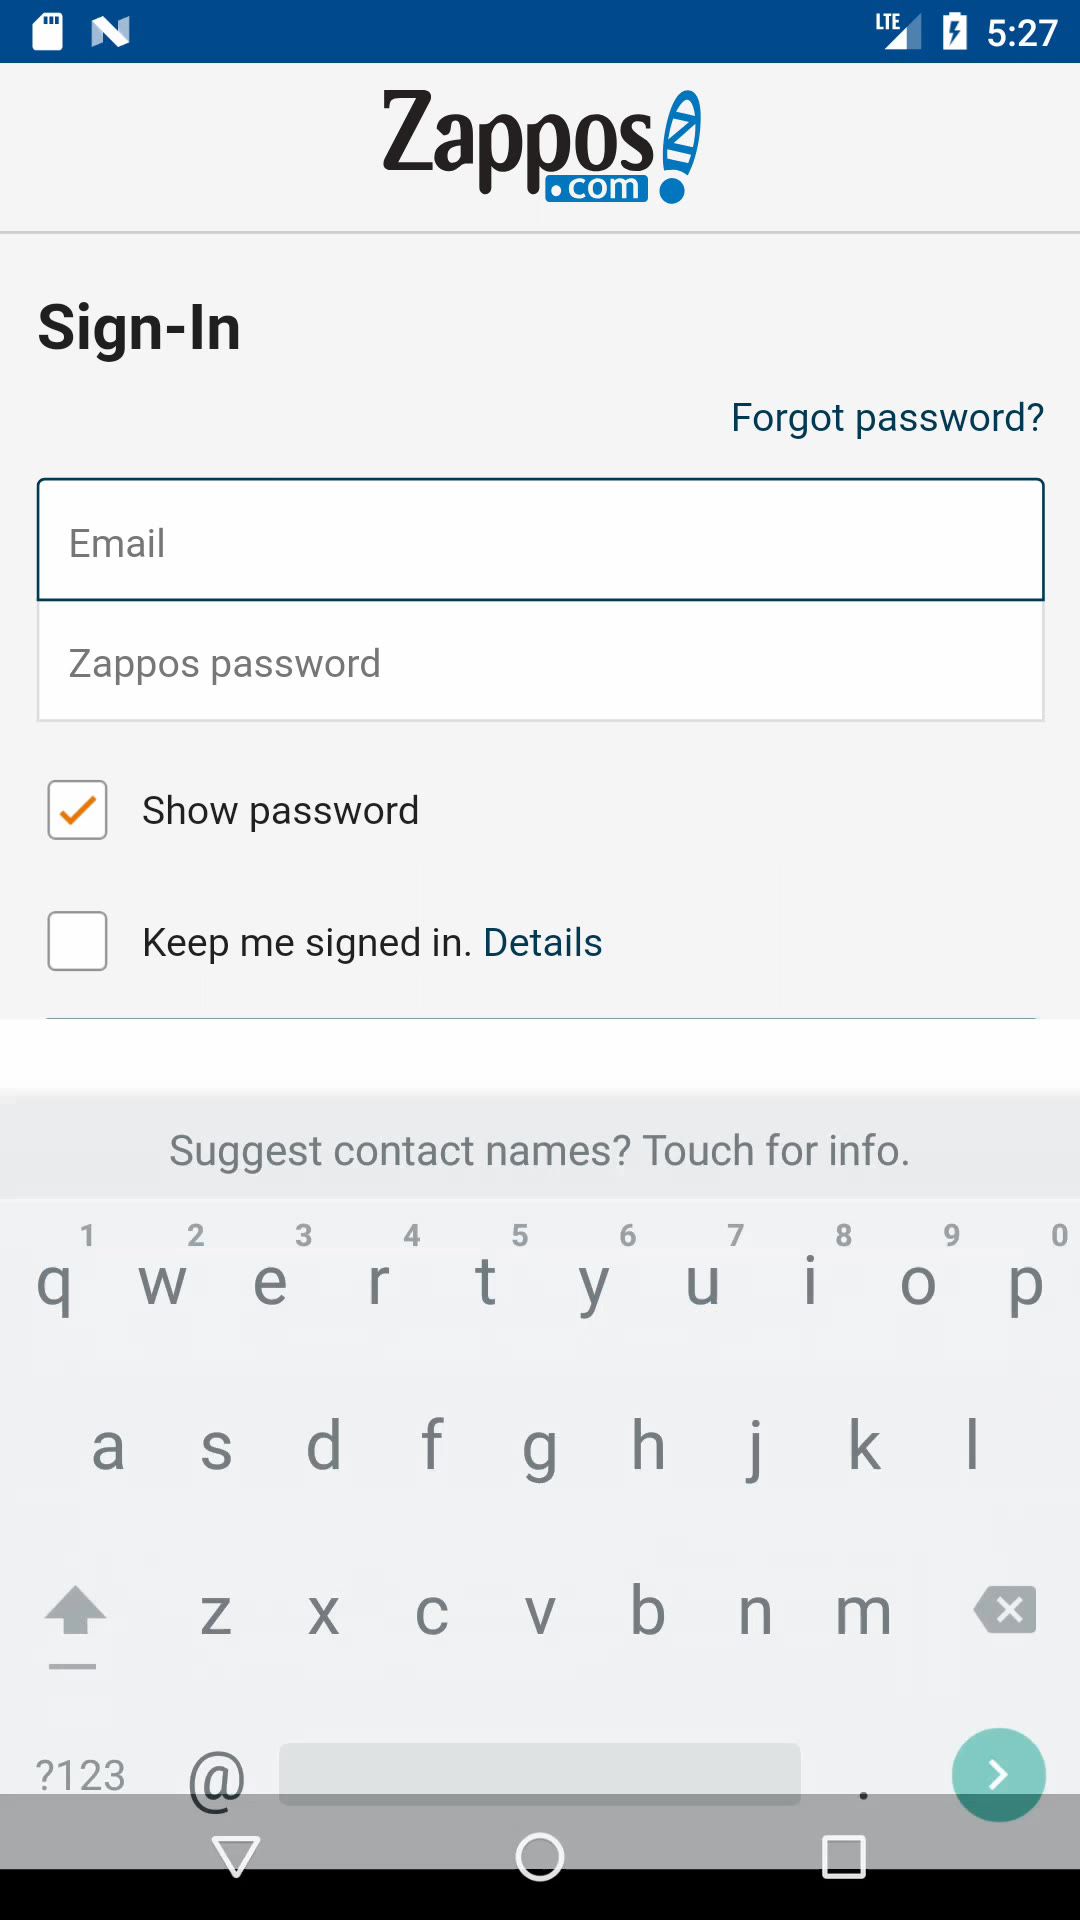 LTE 5:27
Zappos
.com
Sign-In
Forgot password?
Email
Zappos password
Show password
Keep me signed in. Details
Suggest contact names? Touch for info.
1 2 3 4 5 6 7 8 9 0
q w e r t y u i o p
a s d f g h j k l
z x c v b n m
?123 @ .